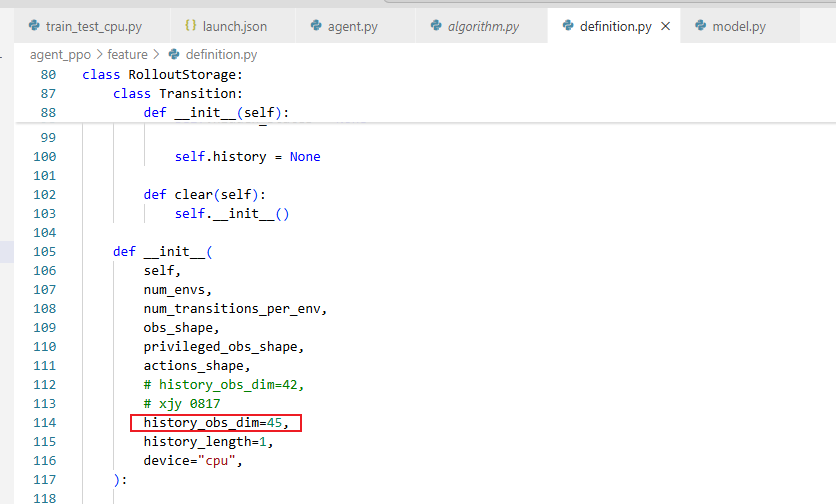 train_test_cpu.py
{} launch.json
agent.py
algorithm.py
definition.py ×
model.py
agent_ppo > feature > definition.py
80 class RolloutStorage:
87 class Transition:
88 def __init__(self):
99
100 self.history = None
101
102 def clear(self):
103 self.__init__()
104
105 def __init__(
106 self,
107 num_envs,
108 num_transitions_per_env,
109 obs_shape,
110 privileged_obs_shape,
111 actions_shape,
112 # history_obs_dim=42,
113 # xjy 0817
114 history_obs_dim=45,
115 history_length=1,
116 device="cpu",
117 ):
118